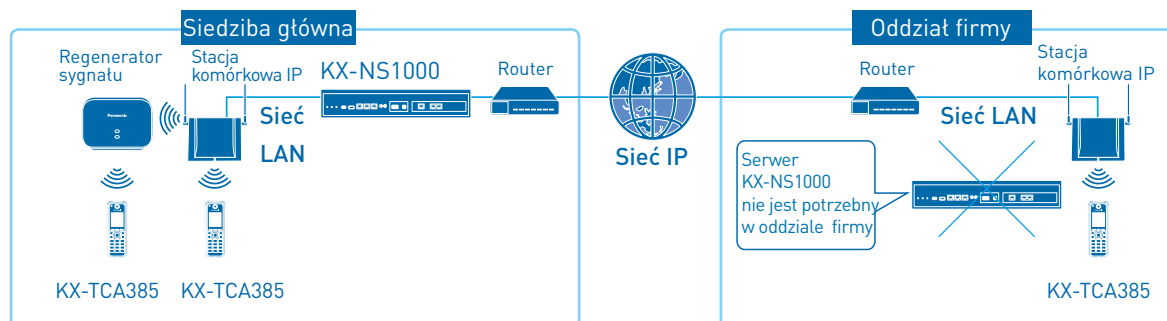 Siedziba główna
Regenerator
sygnału
Stacja
komórkowa IP
KX-NS1000
Router
Panasonic
Sieć
LAN
KX-TCA385
KX-TCA385
Sieć IP
Oddział firmy
Router
Stacja
komórkowa IP
Sieć LAN
Serwer
KX-NS1000
nie jest potrzebny
w oddziale firmy
KX-TCA385